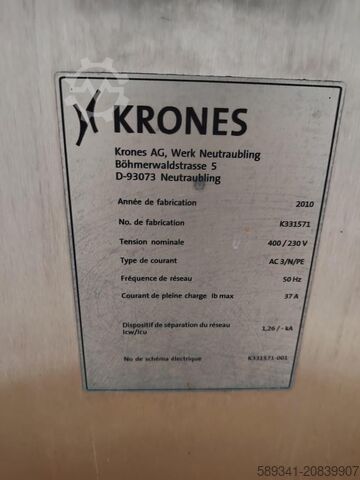 KRONES
Krones AG, Werk Neutraubling
Böhmerwaldstrasse 5
D-93073 Neutraubling
Année de fabrication 2010
No. de fabrication K331571
Tension nominale 400 / 230 V
Type de courant AC 3/N/PE
Fréquence de réseau 50 Hz
Courant de pleine charge Ib max 37 A
Dispositif de séparation du réseau 1,26 / - kA
Icw/Icu
No de schéma électrique K331571-001
589341-20839907